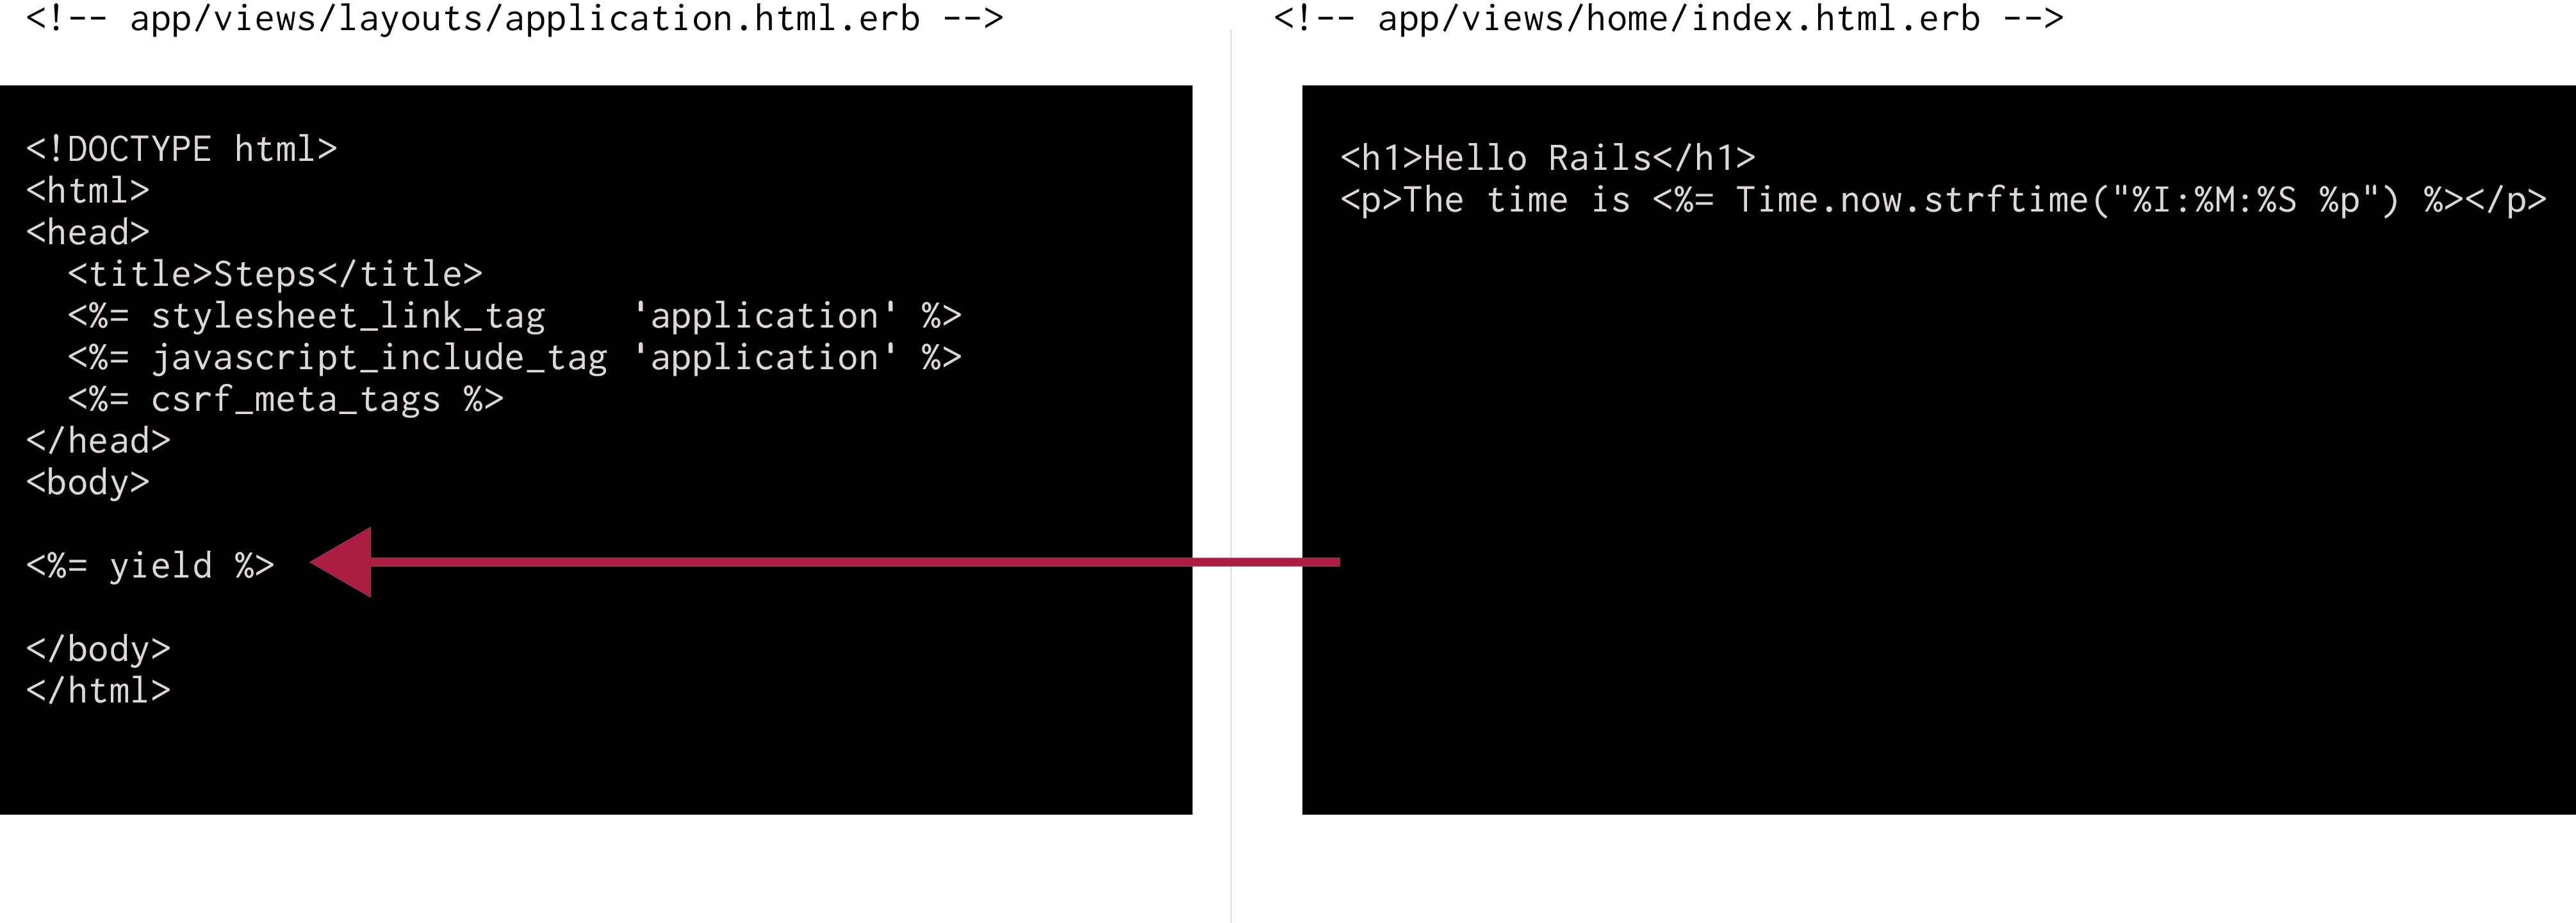 <!-- app/views/layouts/application.html.erb -->
<!DOCTYPE html>
<html>
<head>
  <title>Steps</title>
  <%= stylesheet_link_tag    'application' %>
  <%= javascript_include_tag 'application' %>
  <%= csrf_meta_tags %>
</head>
<body>
<%= yield %>
</body>
</html>
<!-- app/views/home/index.html.erb -->
<h1>Hello Rails</h1>
<p>The time is <%= Time.now.strftime("%I:%M:%S %p") %></p>